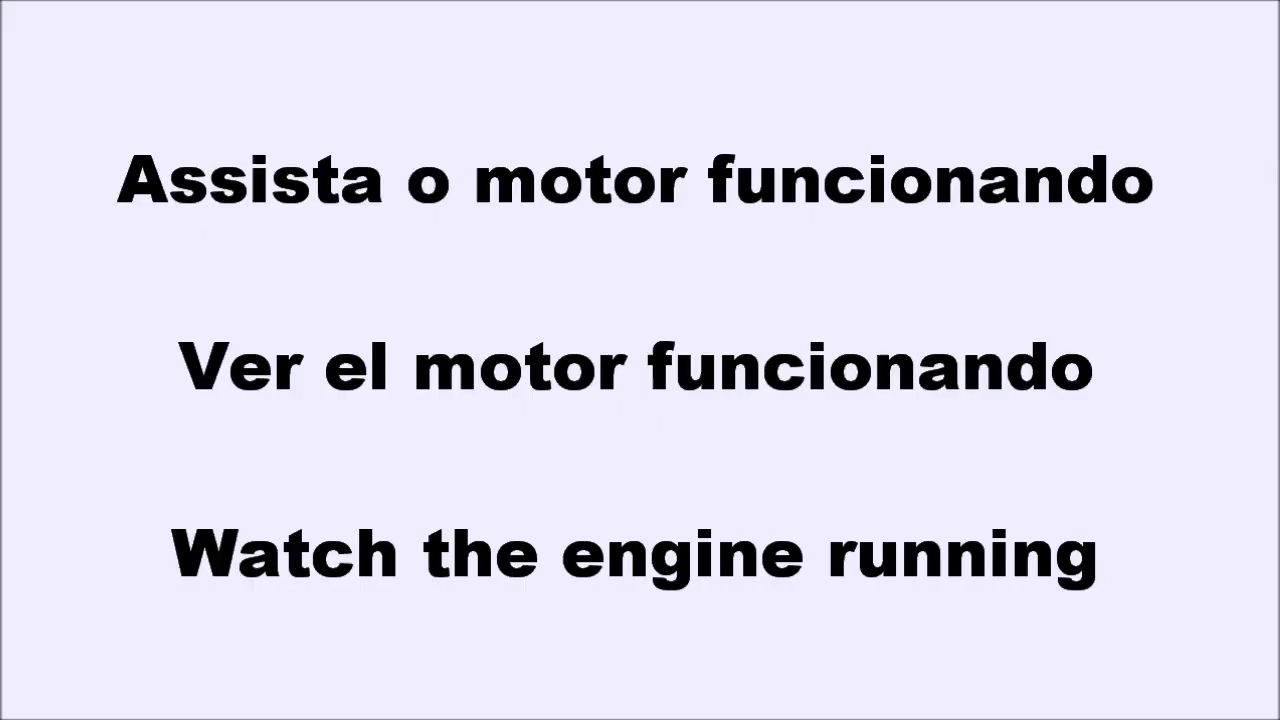 Assista o motor funcionando
Ver el motor funcionando
Watch the engine running